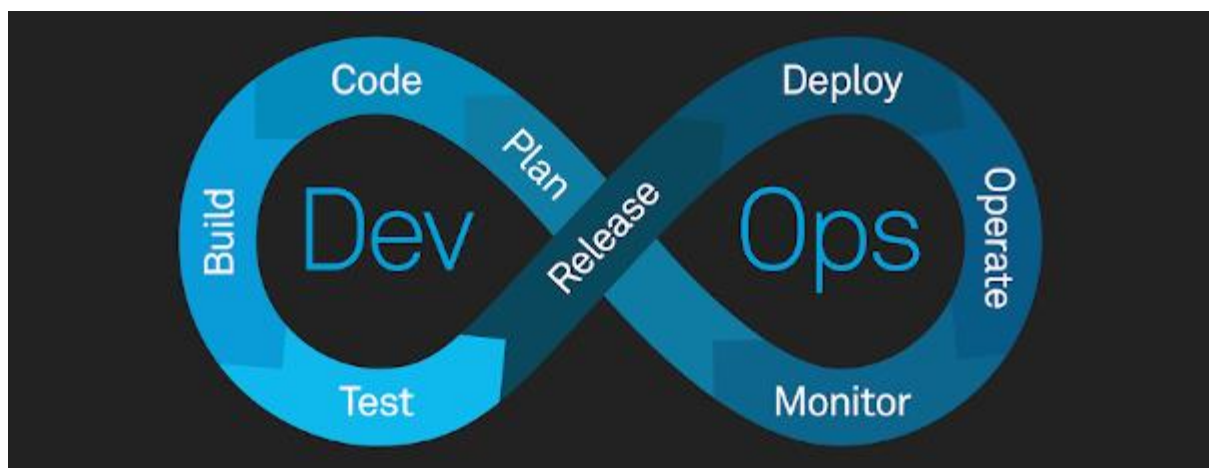 Code
Deploy
Plan
Build
Dev
Release
Ops
Operate
Test
Monitor